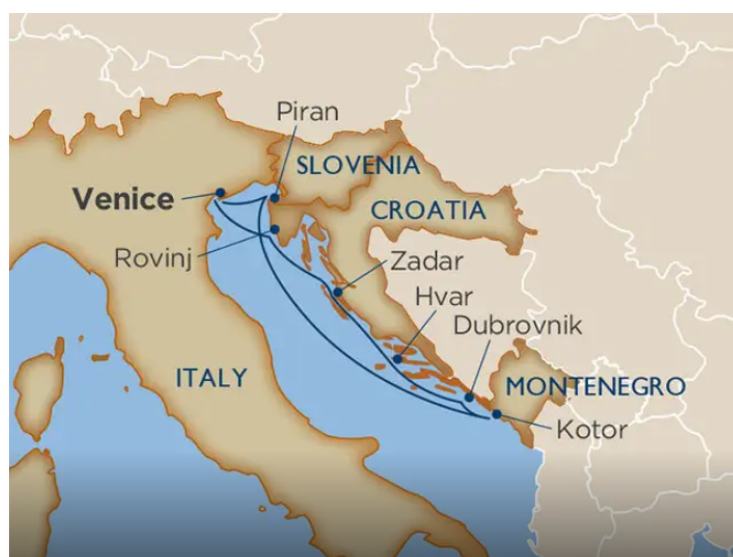 Piran
SLOVENIA
Venice
CROATIA
Rovinj
Zadar
Hvar
Dubrovnik
ITALY
MONTENEGRO
Kotor